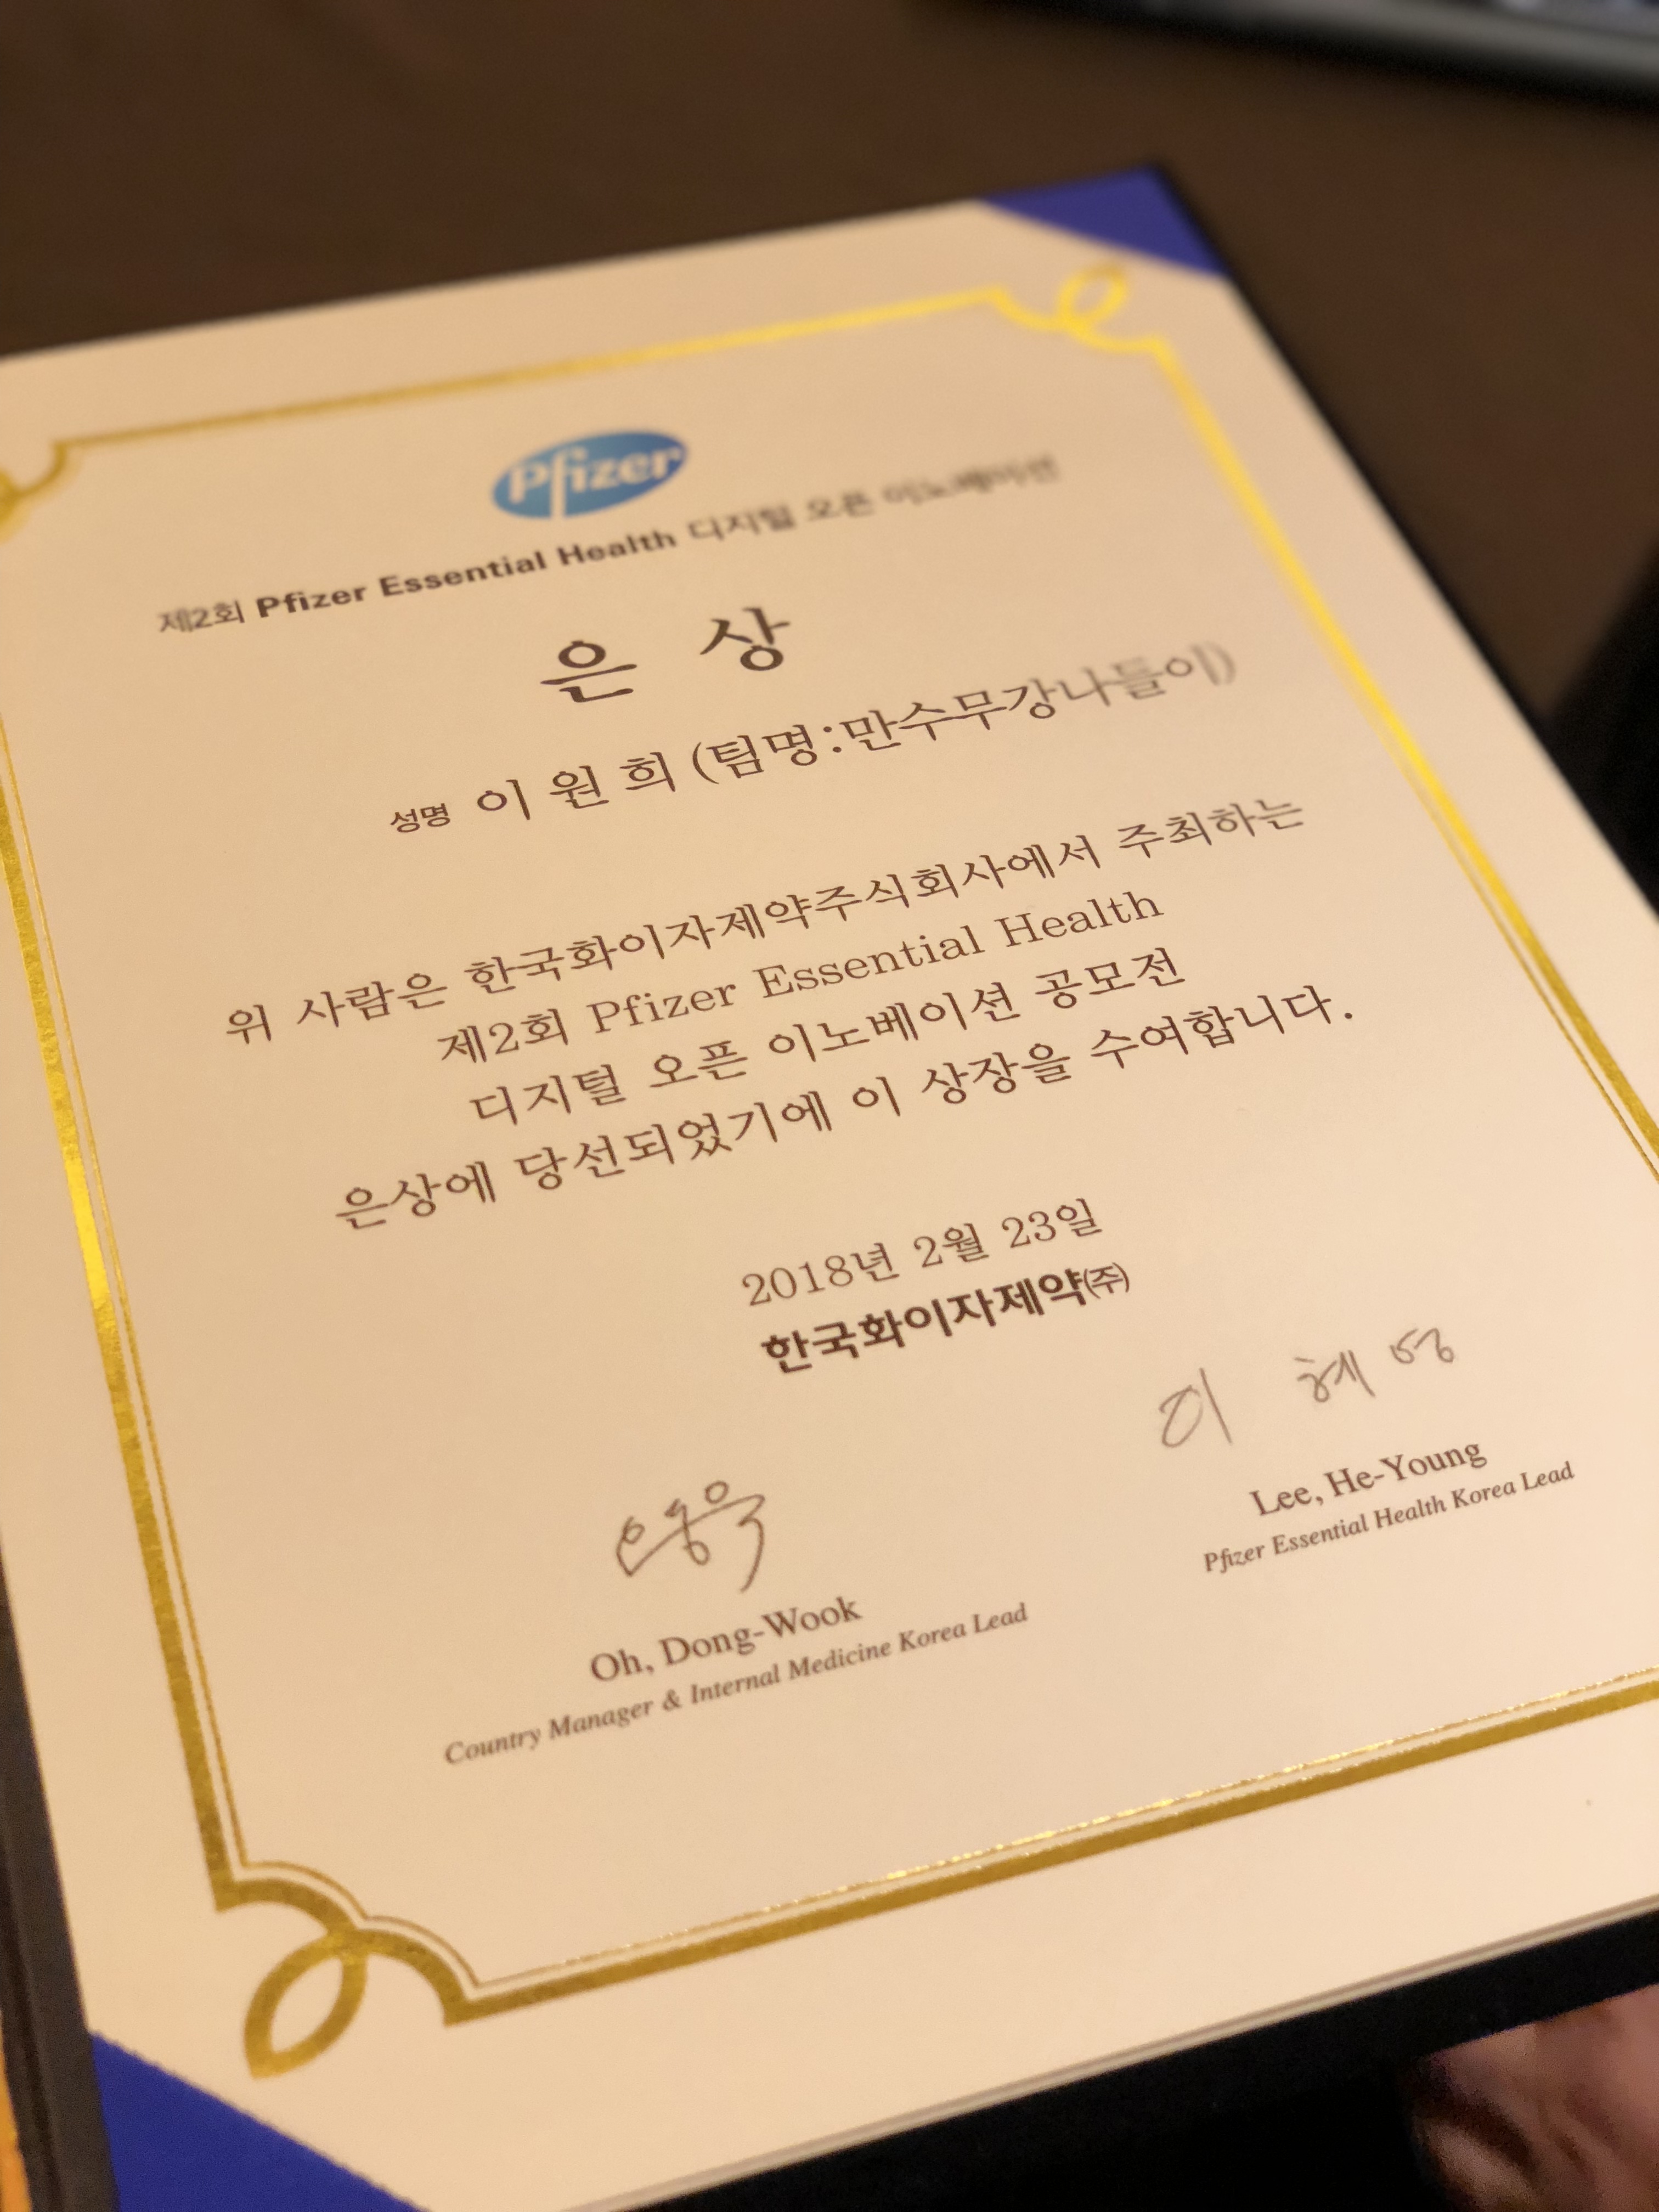 Pfizer
제2회 Pfizer Essential Health 디지털 오픈 이노베이션
은 상
성명 이 원 희 (팀명:만수무강나들이)
위 사람은 한국화이자제약주식회사에서 주최하는
제2회 Pfizer Essential Health
디지털 오픈 이노베이션 공모전
은상에 당선되었기에 이 상장을 수여합니다.
2018년 2월 23일
한국화이자제약㈜
이 혜 영
Lee, He-Young
Pfizer Essential Health Korea Lead
Oh, Dong-Wook
Country Manager & Internal Medicine Korea Lead